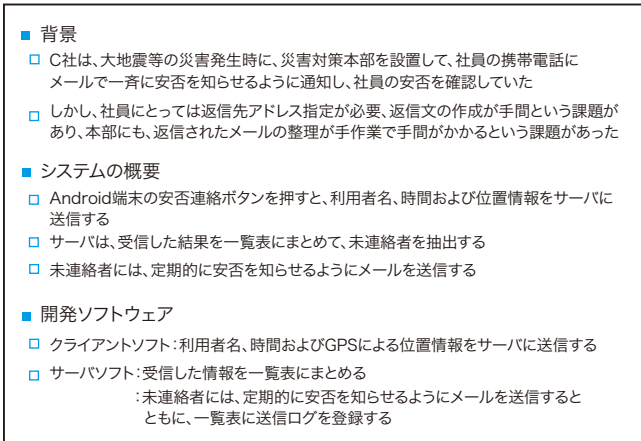 ■ 背景
□ C社は、大地震等の災害発生時に、災害対策本部を設置して、社員の携帯電話に
メールで一斉に安否を知らせるように通知し、社員の安否を確認していた
□ しかし、社員にとっては返信先アドレス指定が必要、返信文の作成が手間という課題が
あり、本部にも、返信されたメールの整理が手作業で手間がかかるという課題があった
■ システムの概要
□ Android端末の安否連絡ボタンを押すと、利用者名、時間および位置情報をサーバに
送信する
□ サーバは、受信した結果を一覧表にまとめて、未連絡者を抽出する
□ 未連絡者には、定期的に安否を知らせるようにメールを送信する
■ 開発ソフトウェア
□ クライアントソフト:利用者名、時間およびGPSによる位置情報をサーバに送信する
□ サーバソフト:受信した情報を一覧表にまとめる
:未連絡者には、定期的に安否を知らせるようにメールを送信すると
ともに、一覧表に送信ログを登録する